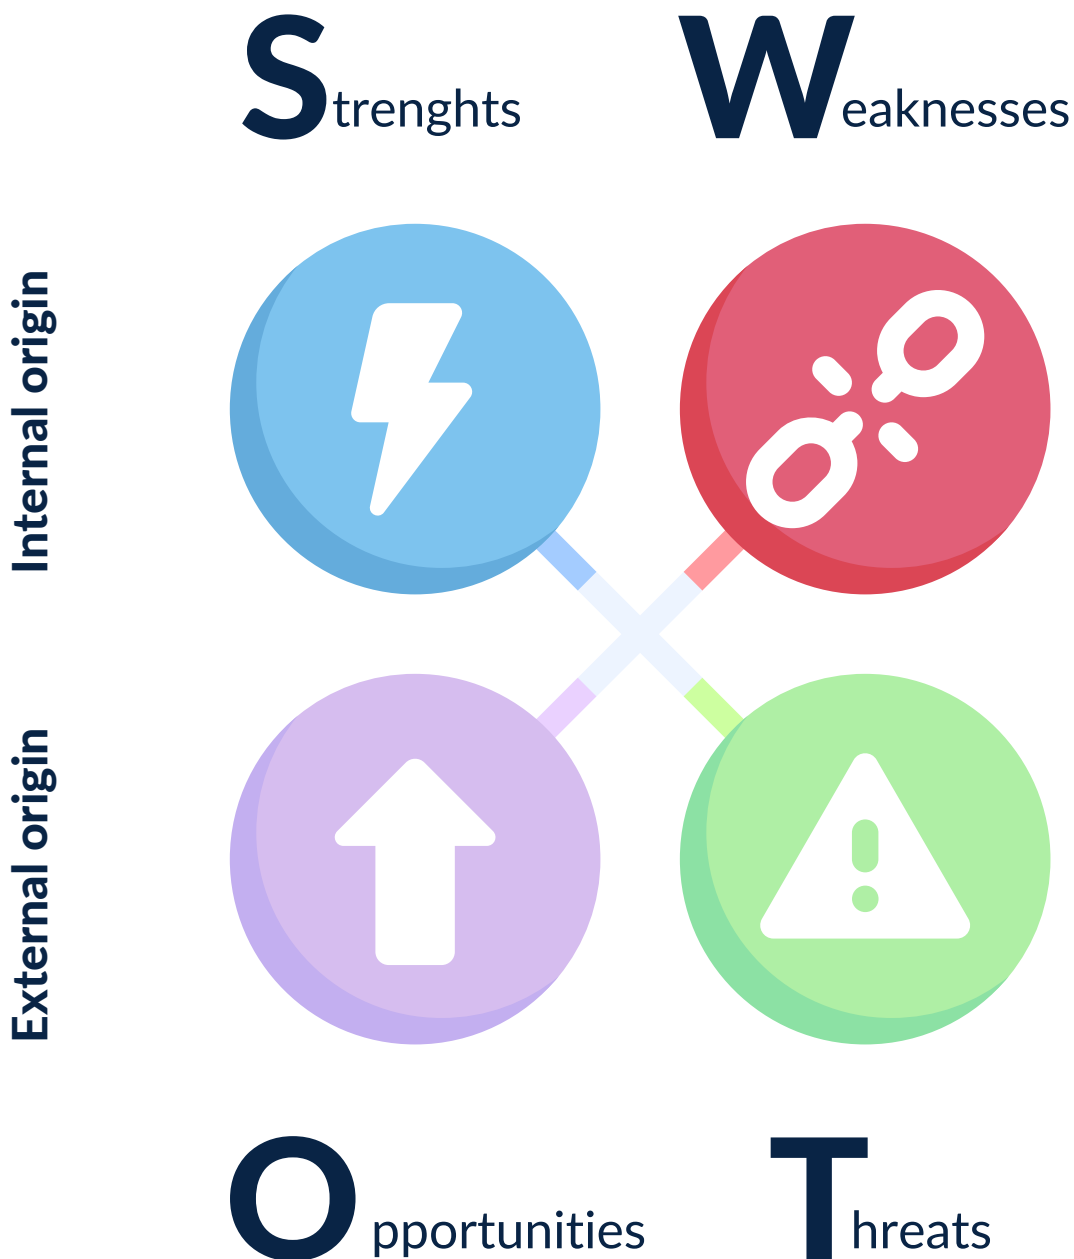 Strenghts
Weaknesses
Internal origin
External origin
Opportunities
Threats